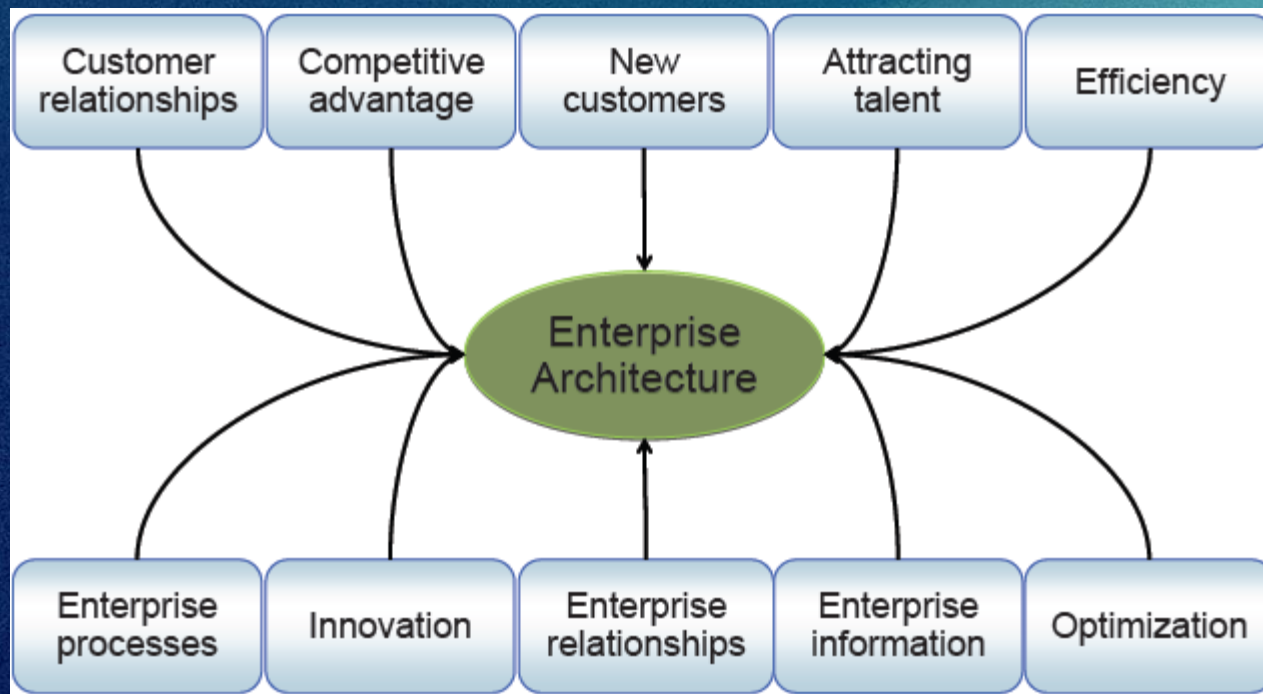 Customer
relationships
Competitive
advantage
New
customers
Attracting
talent
Efficiency
Enterprise
Architecture
Enterprise
processes
Innovation
Enterprise
relationships
Enterprise
information
Optimization